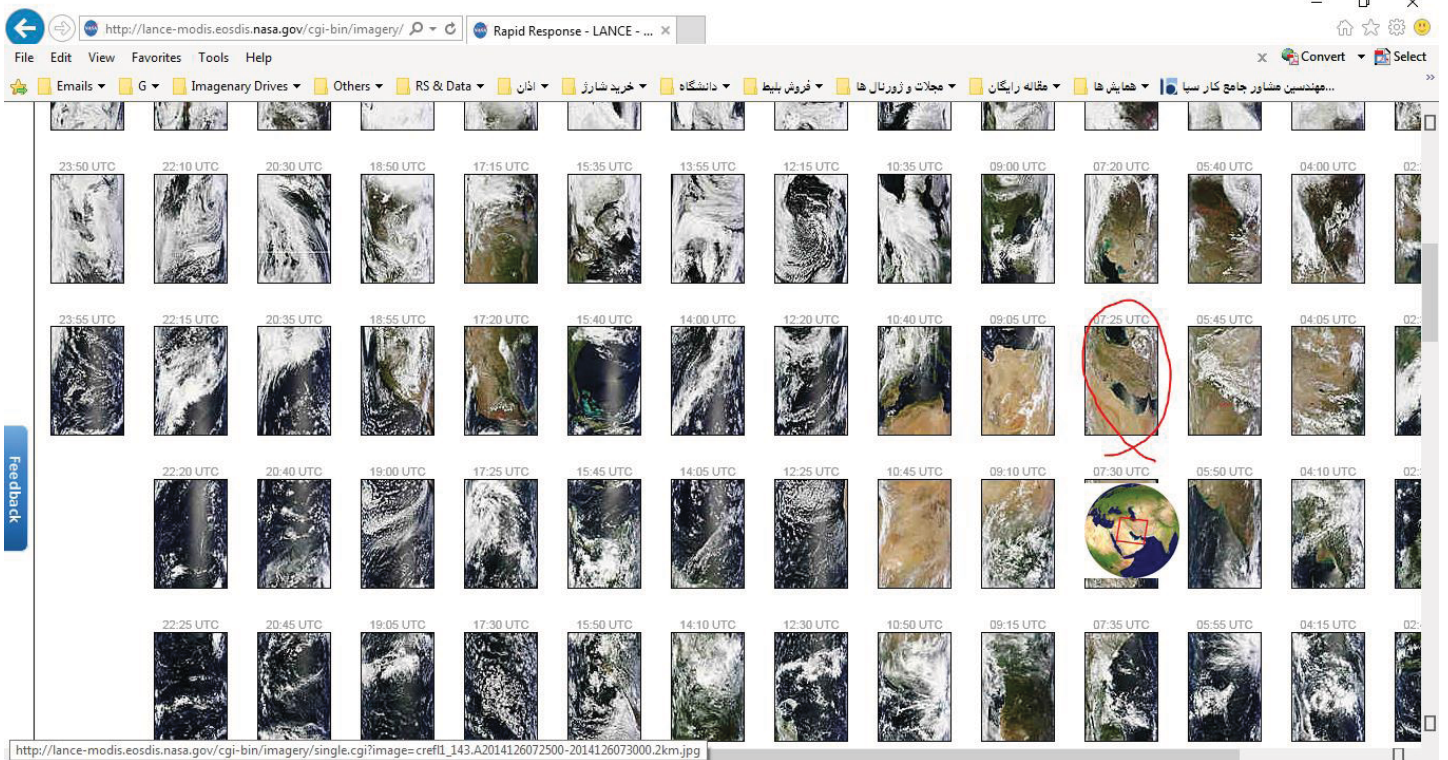 http://lance-modis.eosdis.nasa.gov/cgi-bin/imagery/
Rapid Response - LANCE - ...
File Edit View Favorites Tools Help
Convert Select
Emails G Imagenary Drives Others RS & Data اذان خرید شارژ دانشگاه فروش بلیط مجلات و ژورنال ها مقاله رایگان همایش ها مهندسین مشاور جامع کار سپا...
23:50 UTC 22:10 UTC 20:30 UTC 18:50 UTC 17:15 UTC 15:35 UTC 13:55 UTC 12:15 UTC 10:35 UTC 09:00 UTC 07:20 UTC 05:40 UTC 04:00 UTC 02:
23:55 UTC 22:15 UTC 20:35 UTC 18:55 UTC 17:20 UTC 15:40 UTC 14:00 UTC 12:20 UTC 10:40 UTC 09:05 UTC 07:25 UTC 05:45 UTC 04:05 UTC 02:
22:20 UTC 20:40 UTC 19:00 UTC 17:25 UTC 15:45 UTC 14:05 UTC 12:25 UTC 10:45 UTC 09:10 UTC 07:30 UTC 05:50 UTC 04:10 UTC 02:
22:25 UTC 20:45 UTC 19:05 UTC 17:30 UTC 15:50 UTC 14:10 UTC 12:30 UTC 10:50 UTC 09:15 UTC 07:35 UTC 05:55 UTC 04:15 UTC 02:
Feedback
http://lance-modis.eosdis.nasa.gov/cgi-bin/imagery/single.cgi?image=crefl1_143.A2014126072500-2014126073000.2km.jpg